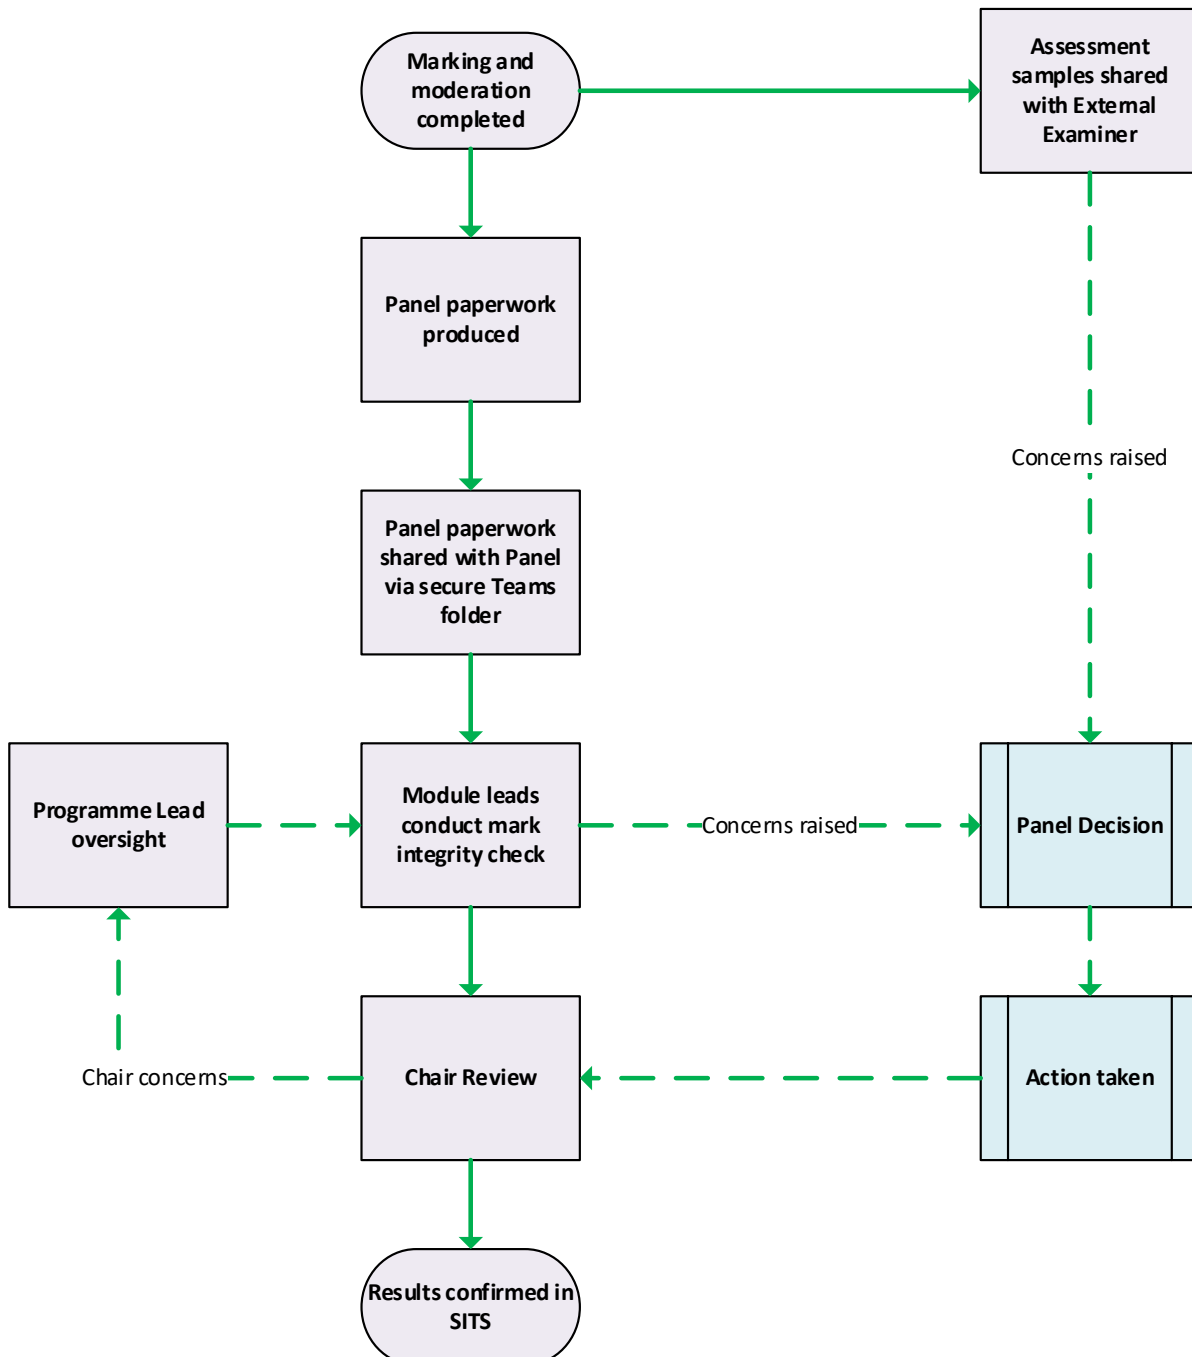 Marking and
moderation
completed
Assessment
samples shared
with External
Examiner
Panel paperwork
produced
Concerns raised
Panel paperwork
shared with Panel
via secure Teams
folder
Programme Lead
oversight
Module leads
conduct mark
integrity check
Concerns raised
Panel Decision
Chair concerns
Chair Review
Action taken
Results confirmed in
SITS